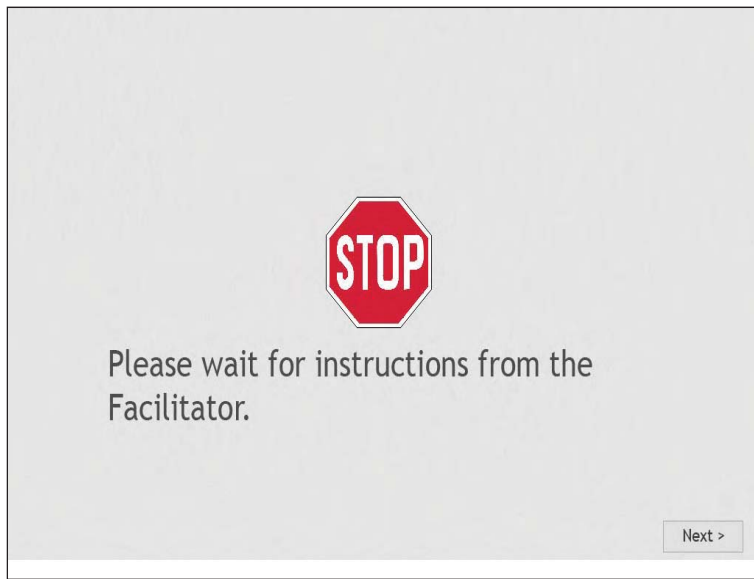 STOP
Please wait for instructions from the
Facilitator.
Next >